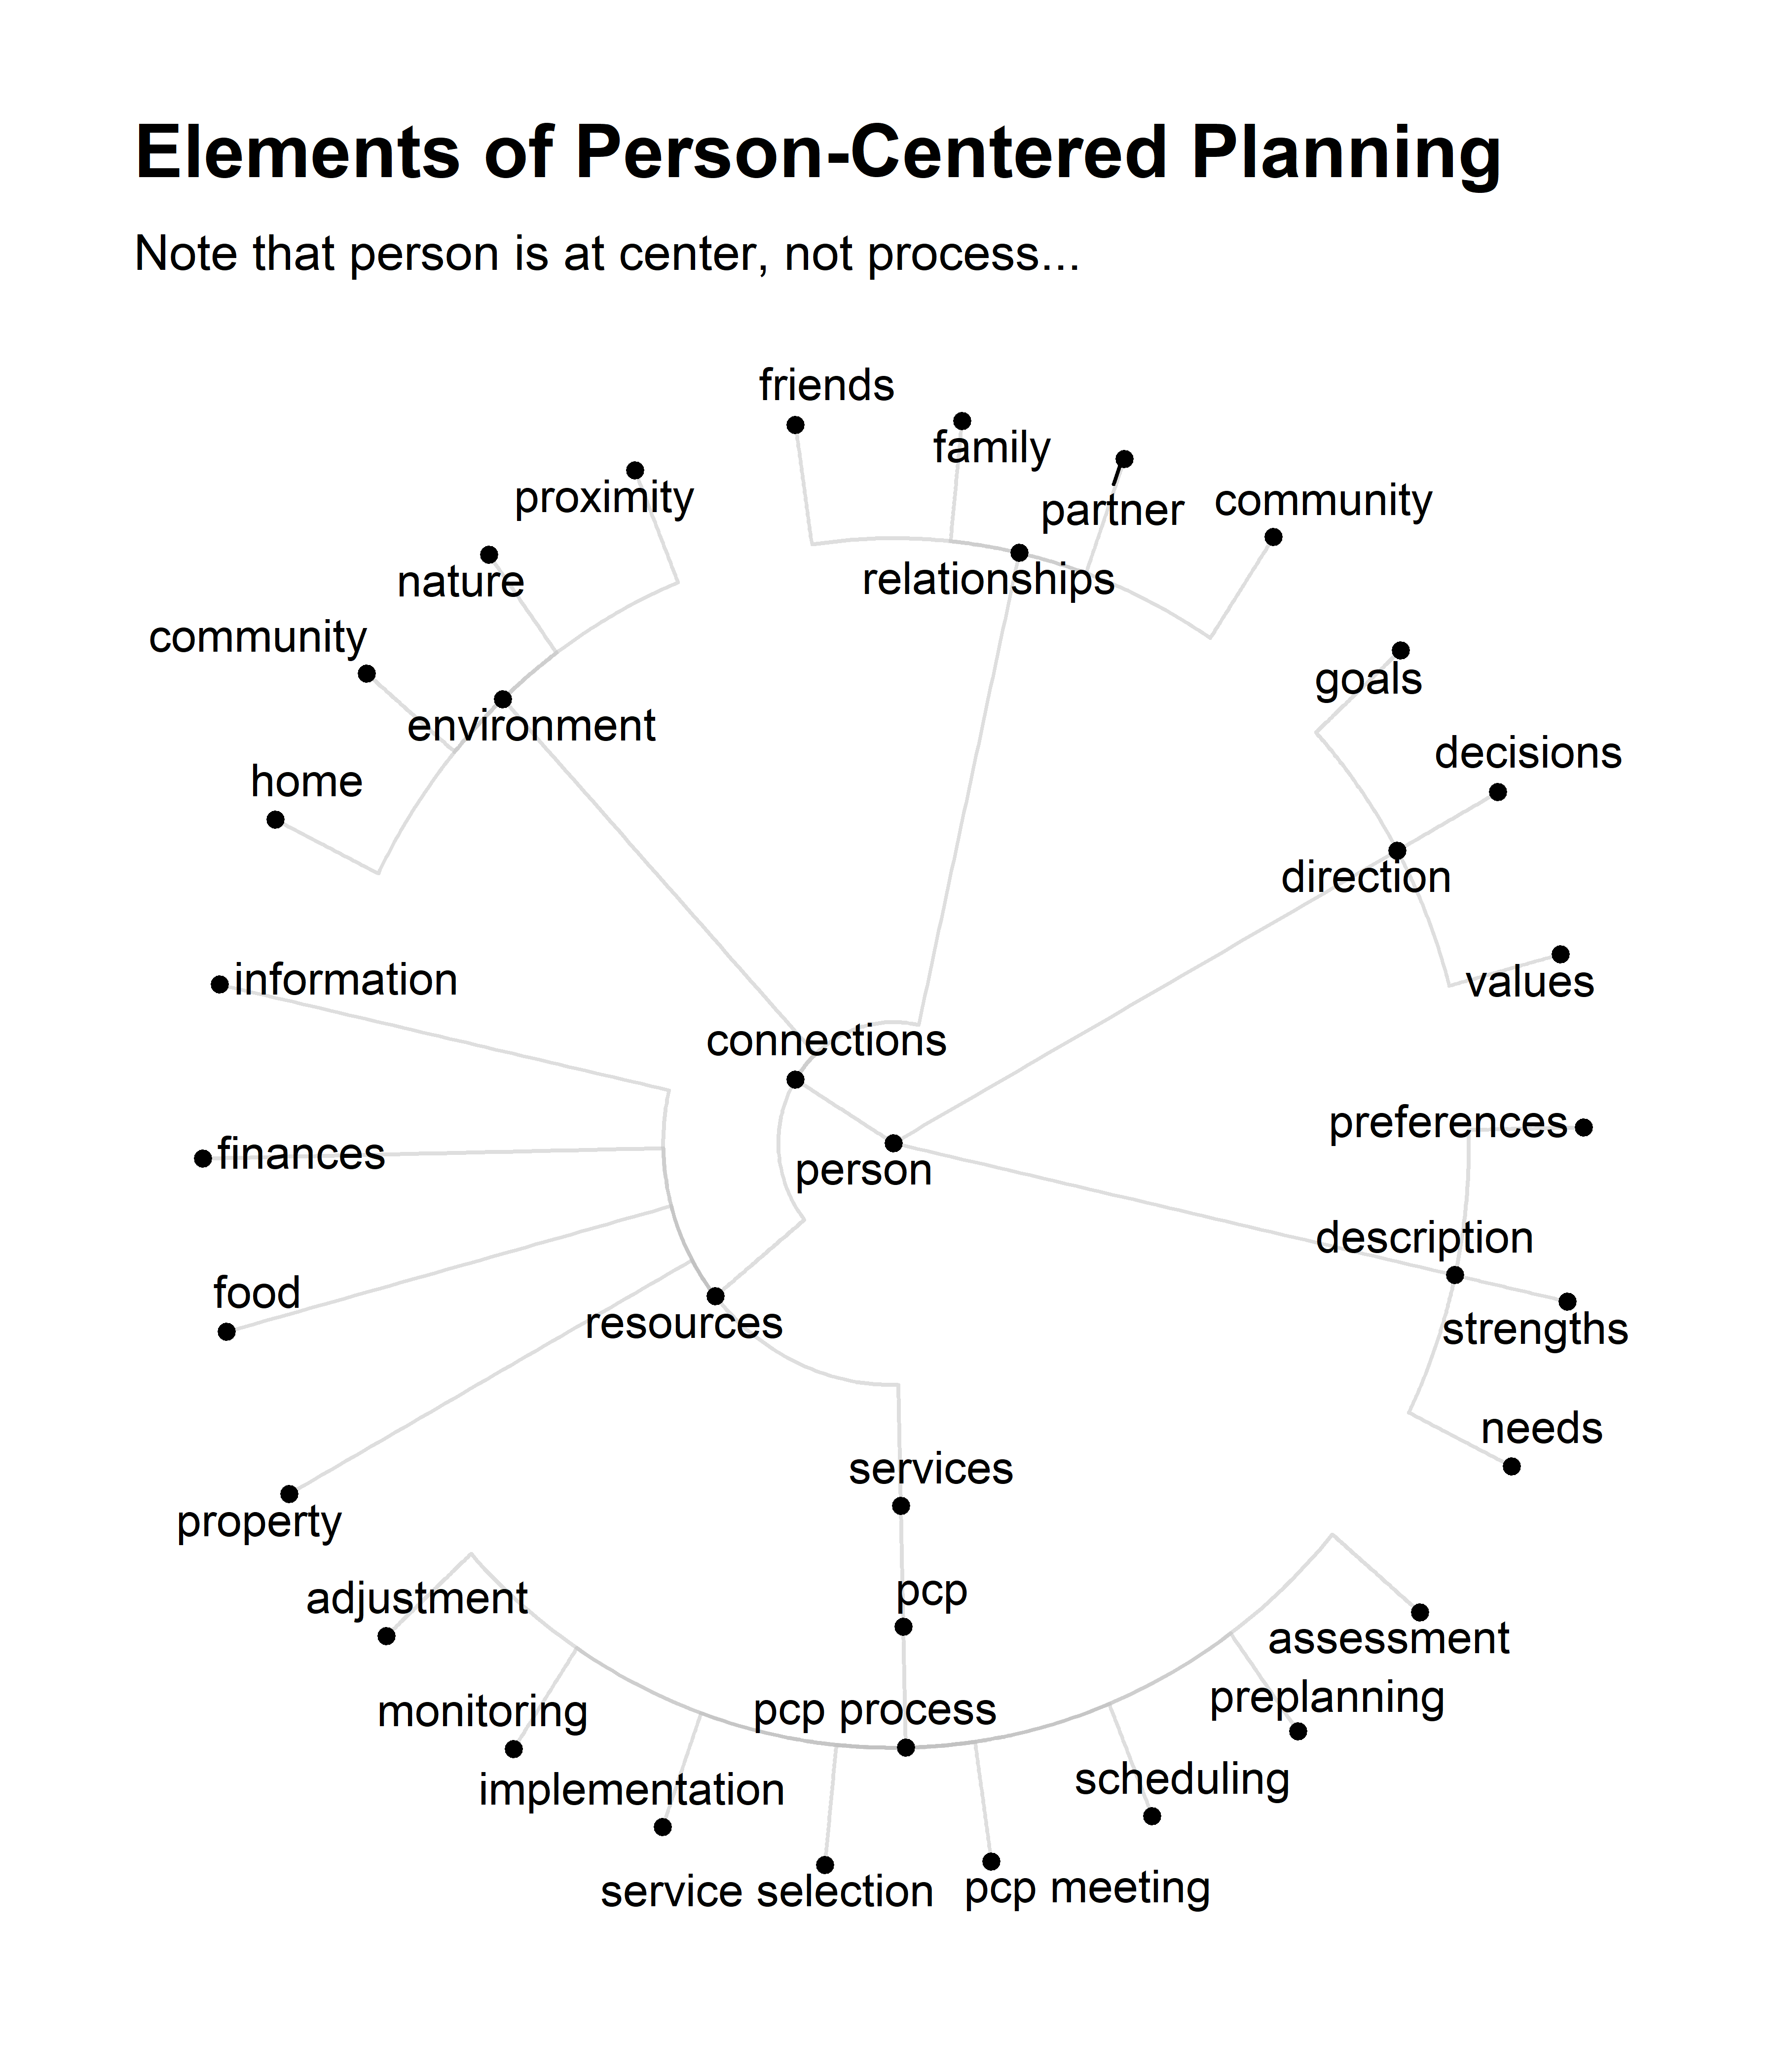 Elements of Person-Centered Planning
Note that person is at center, not process...
friends
family
proximity
partner
community
nature
relationships
community
goals
environment
decisions
home
direction
information
values
connections
preferences
finances
person
description
food
resources
strengths
needs
services
property
pcp
adjustment
assessment
preplanning
monitoring
pcp process
scheduling
implementation
service selection
pcp meeting